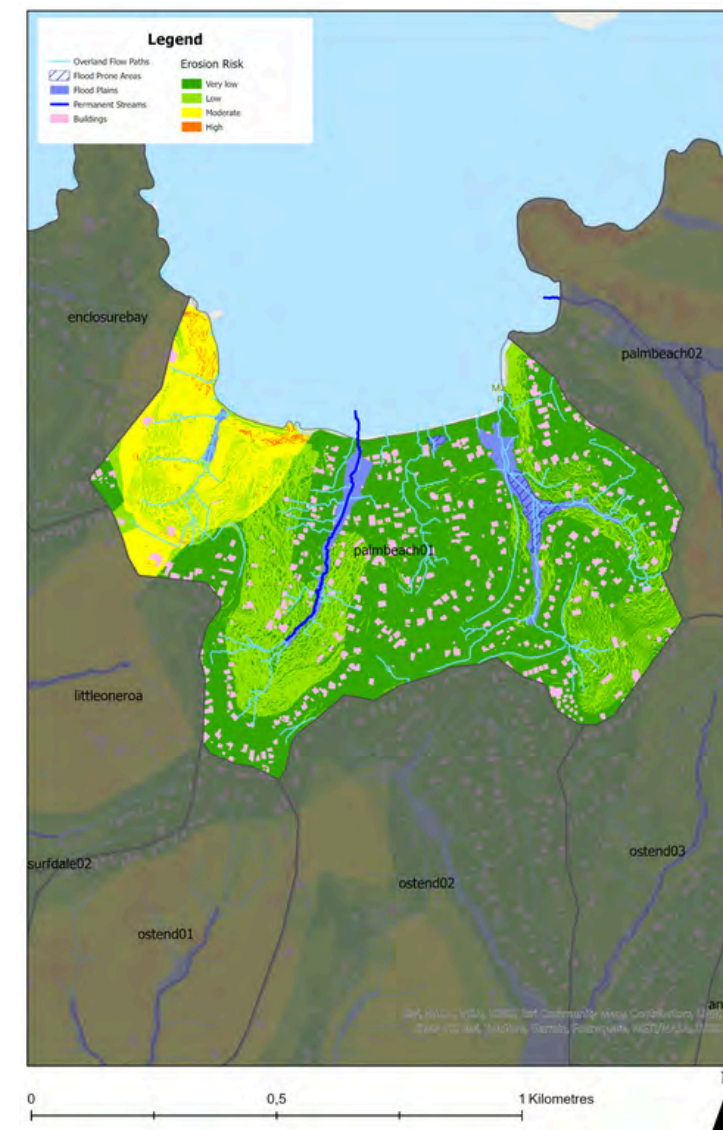 Legend
Overland Flow Paths
Flood Prone Areas
Flood Plains
Permanent Streams
Buildings
Erosion Risk
Very low
Low
Moderate
High
enclosurebay
palmbeach02
palmbeach01
littleoneroa
surfdale02
ostend03
ostend02
ostend01
an
0
0,5
1 Kilometres